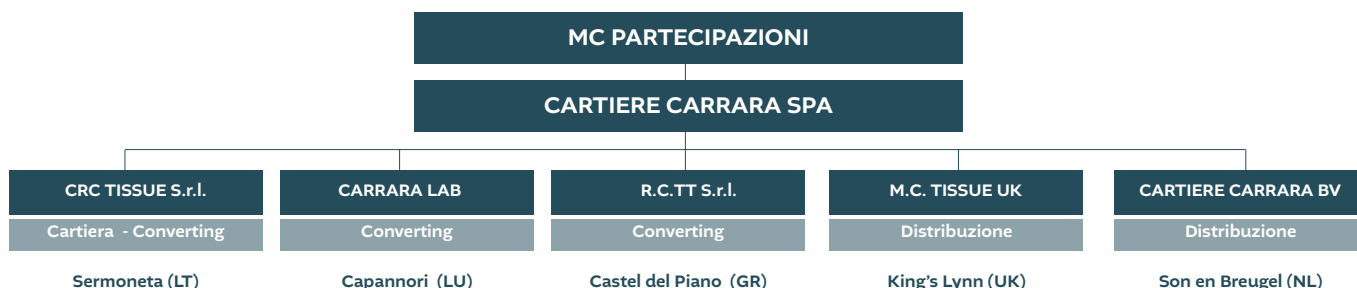 MC PARTECIPAZIONI
CARTIERE CARRARA SPA
CRC TISSUE S.r.l.
CARRARA LAB
R.C.TT S.r.l.
M.C. TISSUE UK
CARTIERE CARRARA BV
Cartiera - Converting
Converting
Converting
Distribuzione
Distribuzione
Sermoneta (LT)
Capannori (LU)
Castel del Piano (GR)
King's Lynn (UK)
Son en Breugel (NL)